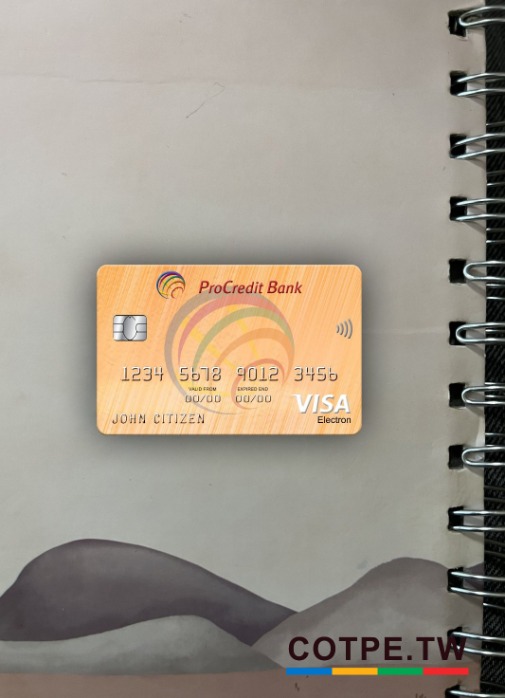 ProCredit Bank
1234 5678 9012 3456
VALID FROM EXPIRED END
00/00 00/00
VISA
Electron
JOHN CITIZEN
COTPE.TW